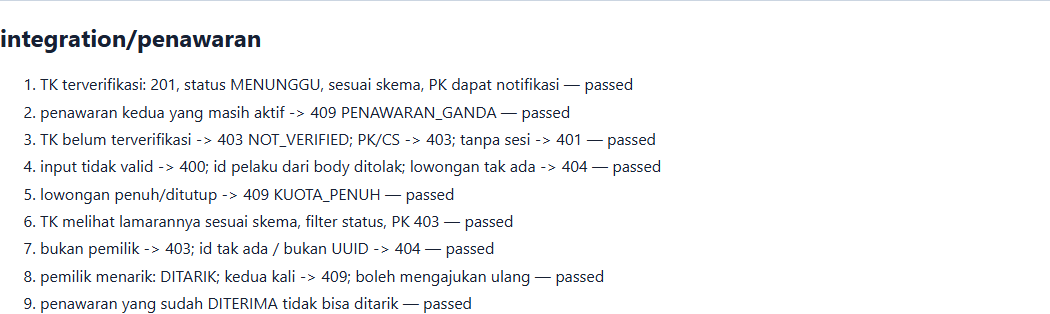 integration/penawaran
1. TK terverifikasi: 201, status MENUNGGU, sesuai skema, PK dapat notifikasi — passed
2. penawaran kedua yang masih aktif -> 409 PENAWARAN_GANDA — passed
3. TK belum terverifikasi -> 403 NOT_VERIFIED; PK/CS -> 403; tanpa sesi -> 401 — passed
4. input tidak valid -> 400; id pelaku dari body ditolak; lowongan tak ada -> 404 — passed
5. lowongan penuh/ditutup -> 409 KUOTA_PENUH — passed
6. TK melihat lamarannya sesuai skema, filter status, PK 403 — passed
7. bukan pemilik -> 403; id tak ada / bukan UUID -> 404 — passed
8. pemilik menarik: DITARIK; kedua kali -> 409; boleh mengajukan ulang — passed
9. penawaran yang sudah DITERIMA tidak bisa ditarik — passed